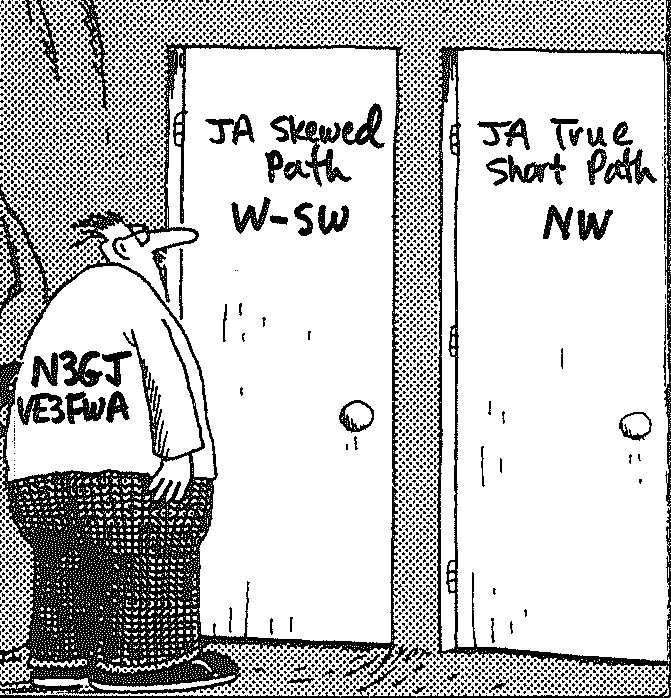 JA Skewed
Path
W-SW
JA True
Short Path
NW
N3GJ
VE3FWA